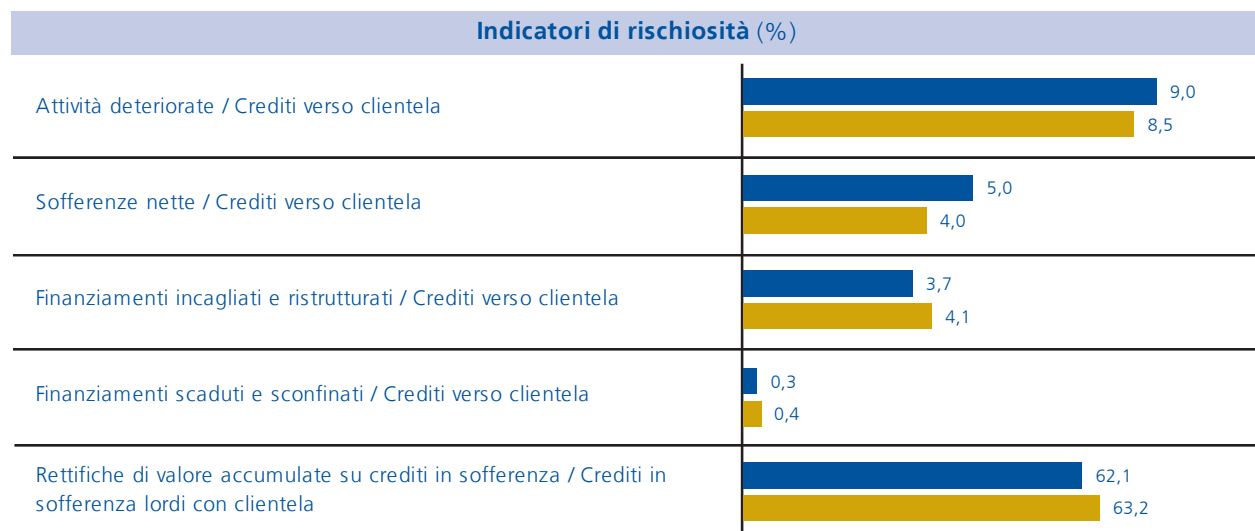 Indicatori di rischiosità (%)
Attività deteriorate / Crediti verso clientela
9,0
8,5
Sofferenze nette / Crediti verso clientela
5,0
4,0
Finanziamenti incagliati e ristrutturati / Crediti verso clientela
3,7
4,1
Finanziamenti scaduti e sconfinati / Crediti verso clientela
0,3
0,4
Rettifiche di valore accumulate su crediti in sofferenza / Crediti in
sofferenza lordi con clientela
62,1
63,2